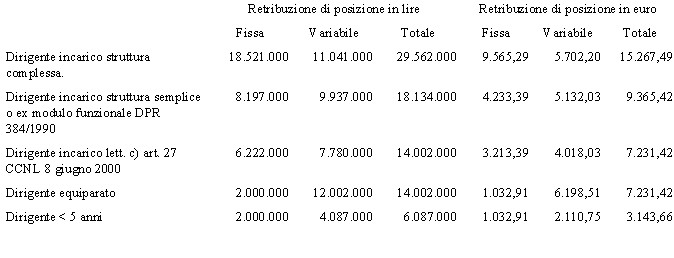 Retribuzione di posizione in lire Retribuzione di posizione in euro
Fissa Variabile Totale Fissa Variabile Totale
Dirigente incarico struttura 18.521.000 11.041.000 29.562.000 9.565,29 5.702,20 15.267,49
complessa.
Dirigente incarico struttura semplice 8.197.000 9.937.000 18.134.000 4.233,39 5.132,03 9.365,42
o ex modulo funzionale DPR
384/1990
Dirigente incarico lett. c) art. 27 6.222.000 7.780.000 14.002.000 3.213,39 4.018,03 7.231,42
CCNL 8 giugno 2000
Dirigente equiparato 2.000.000 12.002.000 14.002.000 1.032,91 6.198,51 7.231,42
Dirigente < 5 anni 2.000.000 4.087.000 6.087.000 1.032,91 2.110,75 3.143,66